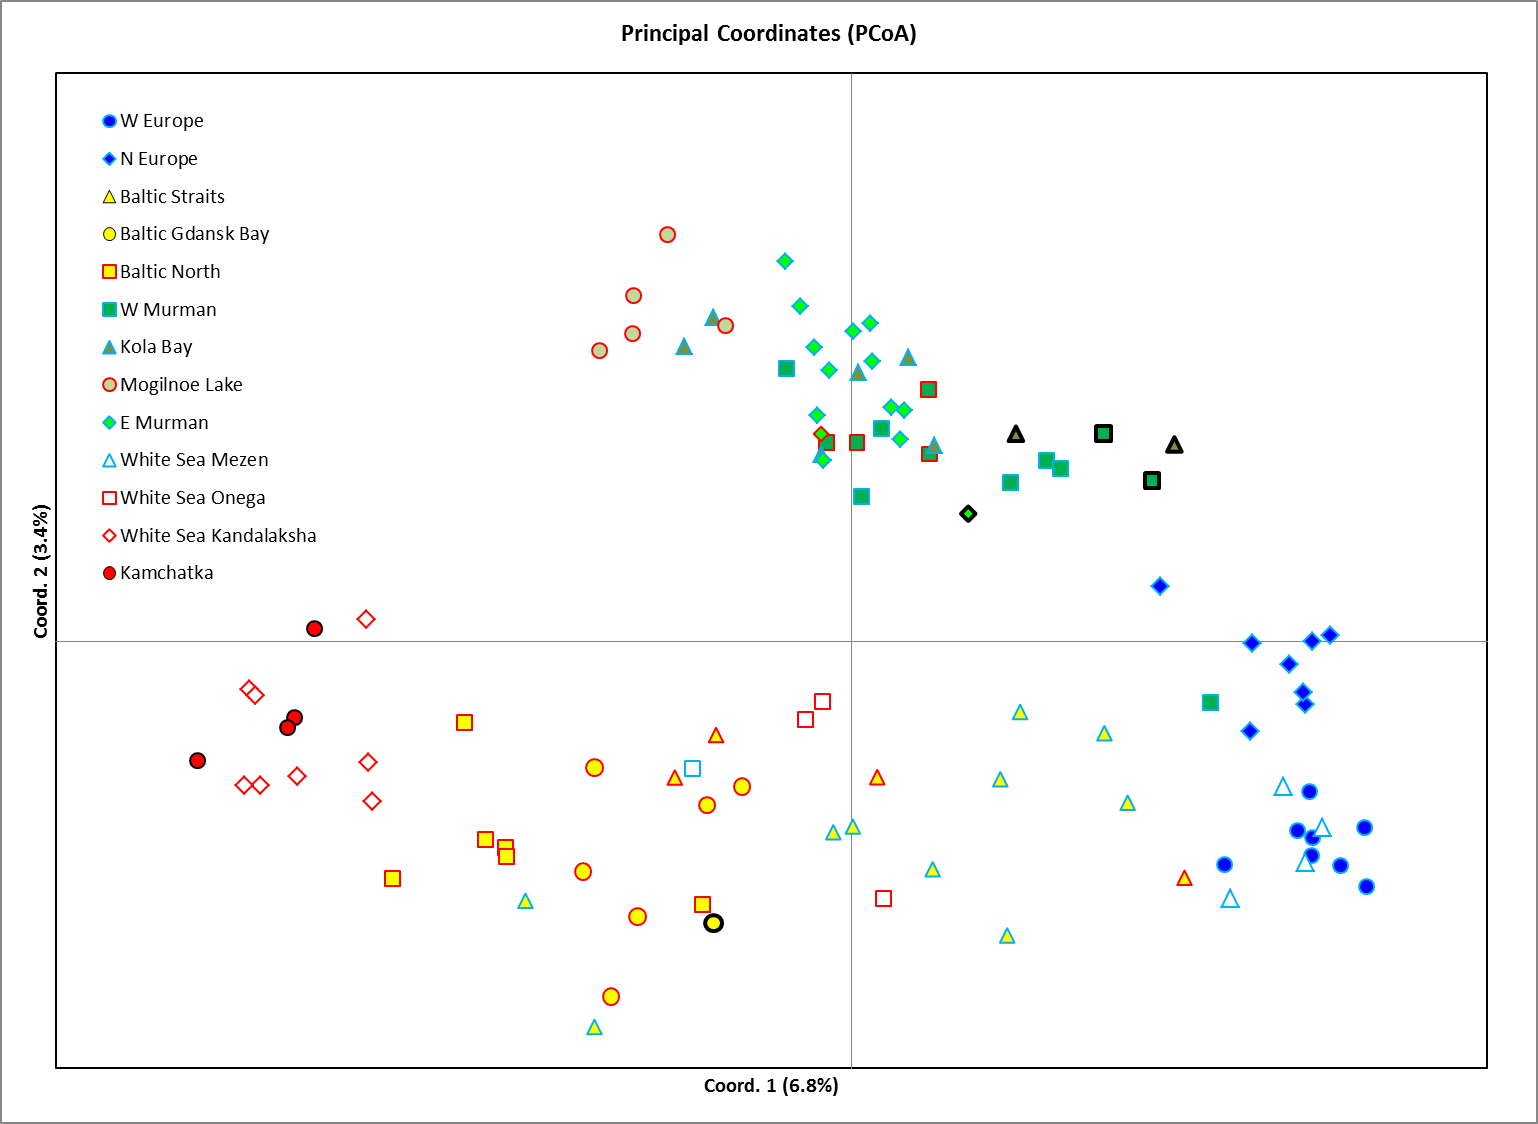 Principal Coordinates (PCoA)
W Europe
N Europe
Baltic Straits
Baltic Gdansk Bay
Baltic North
W Murman
Kola Bay
Mogilnoe Lake
E Murman
White Sea Mezen
White Sea Onega
White Sea Kandalaksha
Kamchatka
Coord. 2 (3.4%)
Coord. 1 (6.8%)